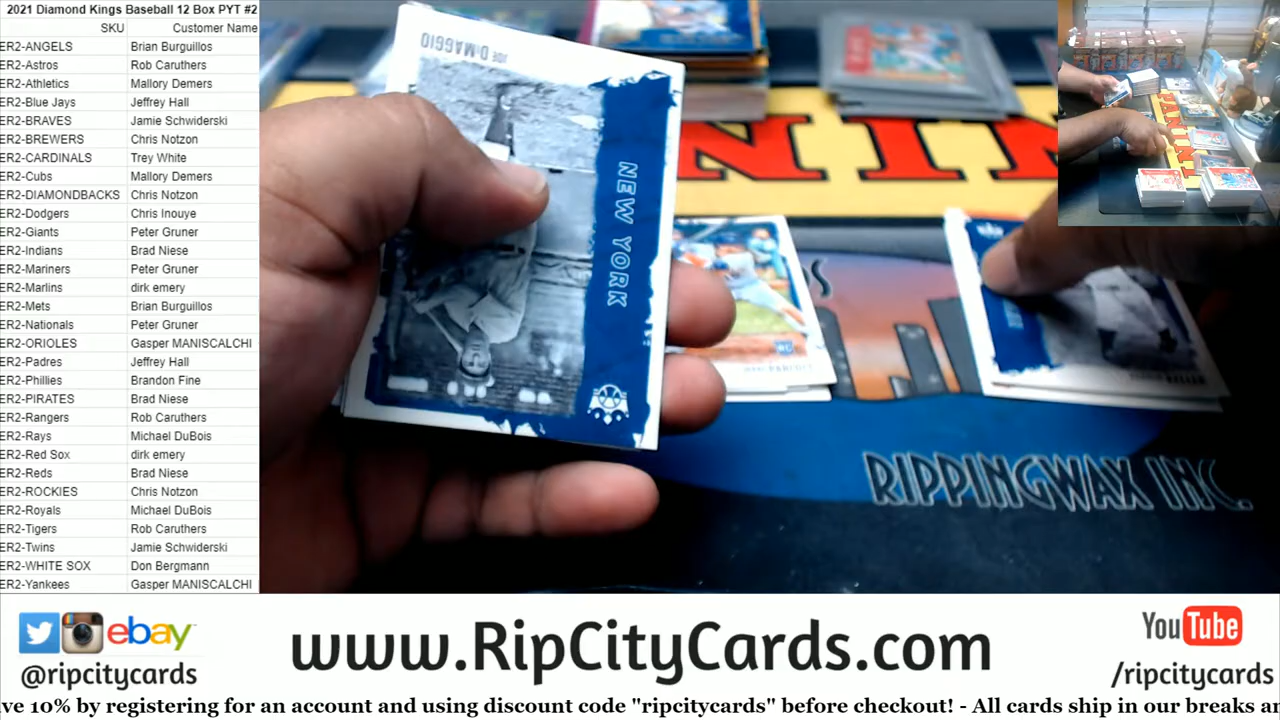 2021 Diamond Kings Baseball 12 Box PYT #2
SKU Customer Name
ER2-ANGELS Brian Burguillos
ER2-Astros Rob Caruthers
ER2-Athletics Mallory Demers
ER2-Blue Jays Jeffrey Hall
ER2-BRAVES Jamie Schwiderski
ER2-BREWERS Chris Notzon
ER2-CARDINALS Trey White
ER2-Cubs Mallory Demers
ER2-DIAMONDBACKS Chris Notzon
ER2-Dodgers Chris Inouye
ER2-Giants Peter Gruner
ER2-Indians Brad Niese
ER2-Mariners Peter Gruner
ER2-Marlins dirk emery
ER2-Mets Brian Burguillos
ER2-Nationals Peter Gruner
ER2-ORIOLES Gasper MANISCALCHI
ER2-Padres Jeffrey Hall
ER2-Phillies Brandon Fine
ER2-PIRATES Brad Niese
ER2-Rangers Rob Caruthers
ER2-Rays Michael DuBois
ER2-Red Sox dirk emery
ER2-Reds Brad Niese
ER2-ROCKIES Chris Notzon
ER2-Royals Michael DuBois
ER2-Tigers Rob Caruthers
ER2-Twins Jamie Schwiderski
ER2-WHITE SOX Don Bergmann
ER2-Yankees Gasper MANISCALCHI
JOE DiMAGGIO
NEW YORK
NIN
RC
RIPPINGWAX INC.
ebay
@ripcitycards
www.RipCityCards.com
YouTube
/ripcitycards
ve 10% by registering for an account and using discount code "ripcitycards" before checkout! - All cards ship in our breaks an